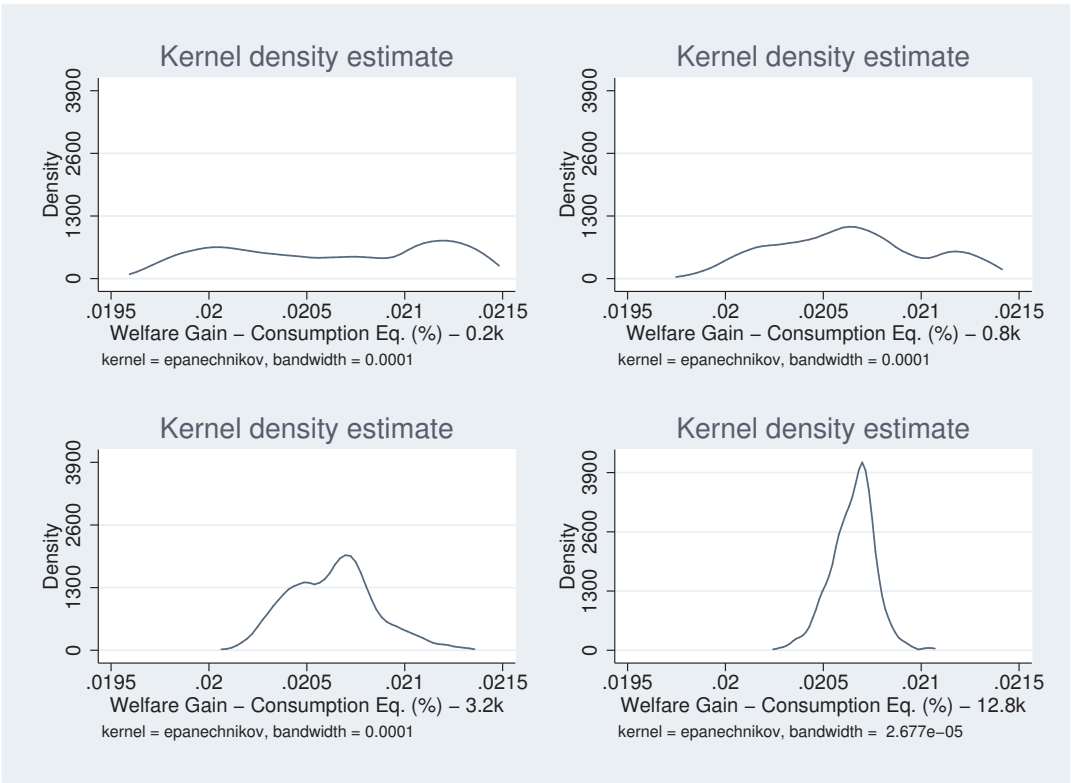 Kernel density estimate
3900
2600
1300
0
Density
.0195 .02 .0205 .021 .0215
Welfare Gain − Consumption Eq. (%) − 0.2k
kernel = epanechnikov, bandwidth = 0.0001
Kernel density estimate
3900
2600
1300
0
Density
.0195 .02 .0205 .021 .0215
Welfare Gain − Consumption Eq. (%) − 0.8k
kernel = epanechnikov, bandwidth = 0.0001
Kernel density estimate
3900
2600
1300
0
Density
.0195 .02 .0205 .021 .0215
Welfare Gain − Consumption Eq. (%) − 3.2k
kernel = epanechnikov, bandwidth = 0.0001
Kernel density estimate
3900
2600
1300
0
Density
.0195 .02 .0205 .021 .0215
Welfare Gain − Consumption Eq. (%) − 12.8k
kernel = epanechnikov, bandwidth = 2.677e−05